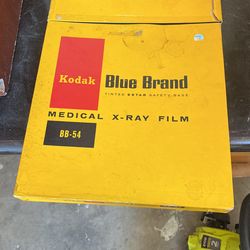 Kodak
Blue Brand
TINTED ESTAR SAFETY BASE
MEDICAL X-RAY FILM
BB-54